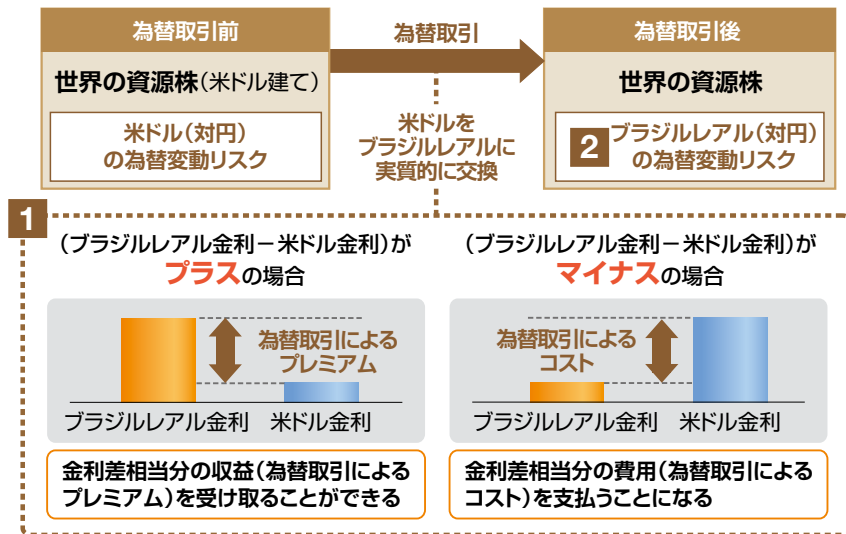 為替取引前
世界の資源株(米ドル建て)
米ドル(対円)
の為替変動リスク
為替取引
米ドルを
ブラジルレアルに
実質的に交換
為替取引後
世界の資源株
2
ブラジルレアル(対円)
の為替変動リスク
1
(ブラジルレアル金利-米ドル金利)が
プラスの場合
為替取引による
プレミアム
ブラジルレアル金利
米ドル金利
金利差相当分の収益(為替取引による
プレミアム)を受け取ることができる
(ブラジルレアル金利-米ドル金利)が
マイナスの場合
為替取引による
コスト
ブラジルレアル金利
米ドル金利
金利差相当分の費用(為替取引による
コスト)を支払うことになる